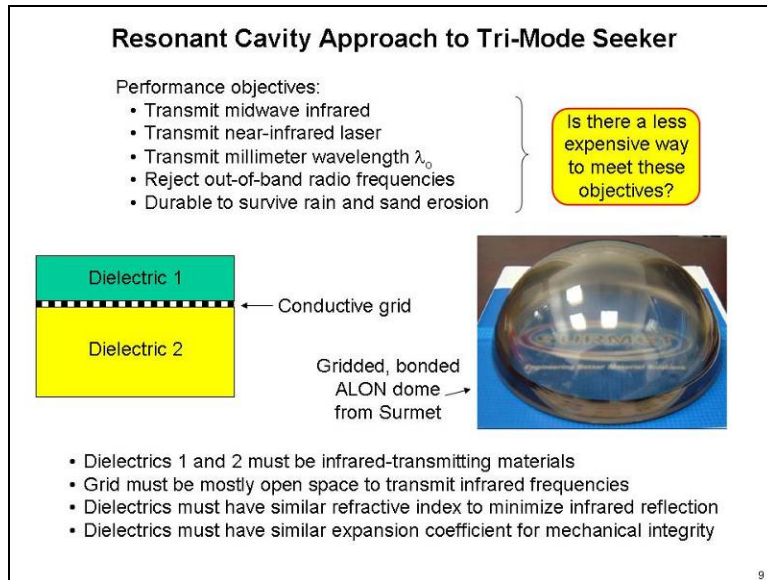 Resonant Cavity Approach to Tri-Mode Seeker
Performance objectives:
• Transmit midwave infrared
• Transmit near-infrared laser
• Transmit millimeter wavelength λₒ
• Reject out-of-band radio frequencies
• Durable to survive rain and sand erosion
Is there a less
expensive way
to meet these
objectives?
Dielectric 1
Conductive grid
Dielectric 2
Gridded, bonded
ALON dome
from Surmet
SURMET
• Dielectrics 1 and 2 must be infrared-transmitting materials
• Grid must be mostly open space to transmit infrared frequencies
• Dielectrics must have similar refractive index to minimize infrared reflection
• Dielectrics must have similar expansion coefficient for mechanical integrity
9